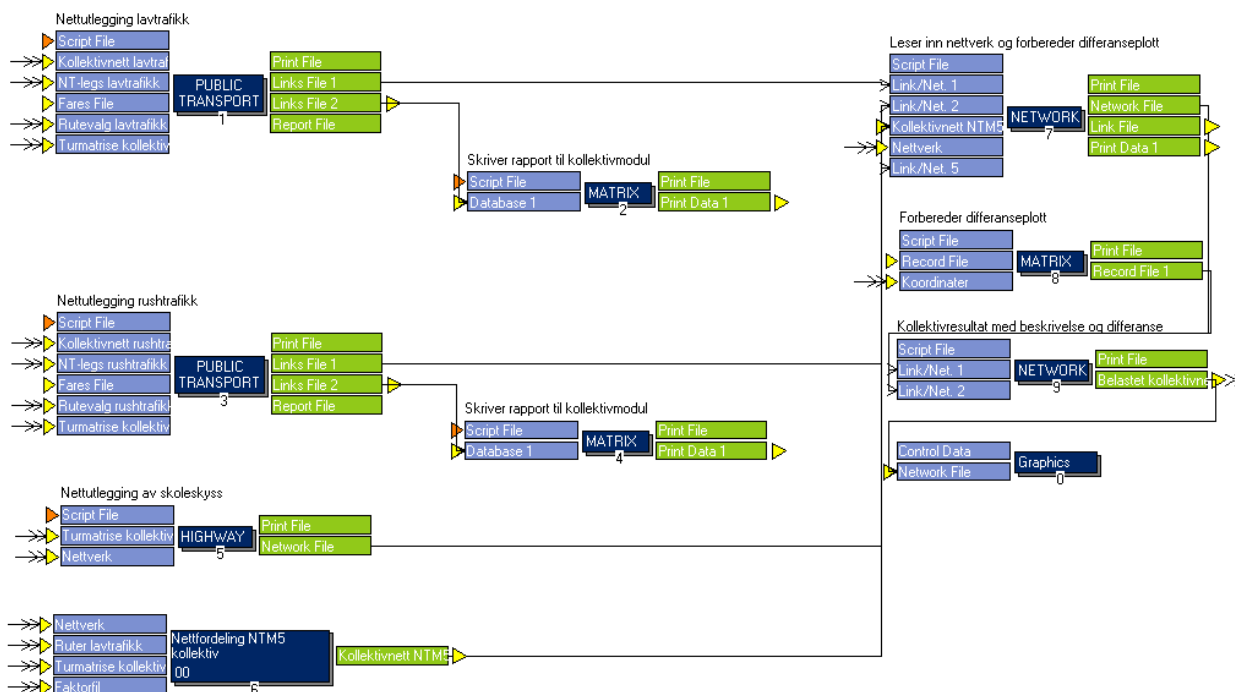 Nettutlegging lavtrafikk
Script File
Kollektivnett lavtraf
NT-legs lavtrafikk
Fares File
Rutevalg lavtrafikk
Turmatrise kollektiv
PUBLIC
TRANSPORT
1
Print File
Links File 1
Links File 2
Report File
Skriver rapport til kollektivmodul
Script File
Database 1
MATRIX
2
Print File
Print Data 1
Nettutlegging rushtrafikk
Script File
Kollektivnett rushtra
NT-legs rushtrafikk
Fares File
Rutevalg rushtrafik
Turmatrise kollektiv
PUBLIC
TRANSPORT
3
Print File
Links File 1
Links File 2
Report File
Skriver rapport til kollektivmodul
Script File
Database 1
MATRIX
4
Print File
Print Data 1
Nettutlegging av skoleskyss
Script File
Turmatrise kollektiv
Nettverk
HIGHWAY
5
Print File
Network File
Nettverk
Ruter lavtrafikk
Turmatrise kollektiv
Faktorfil
Nettfordeling NTM5
kollektiv
00
6
Kollektivnett NTM5
Leser inn nettverk og forbereder differanseplott
Script File
Link/Net. 1
Link/Net. 2
Kollektivnett NTM5
Nettverk
Link/Net. 5
NETWORK
7
Print File
Network File
Link File
Print Data 1
Forbereder differanseplott
Script File
Record File
Koordinater
MATRIX
8
Print File
Record File 1
Kollektivresultat med beskrivelse og differanse
Script File
Link/Net. 1
Link/Net. 2
NETWORK
9
Print File
Belastet kollektivne
Control Data
Network File
Graphics
0